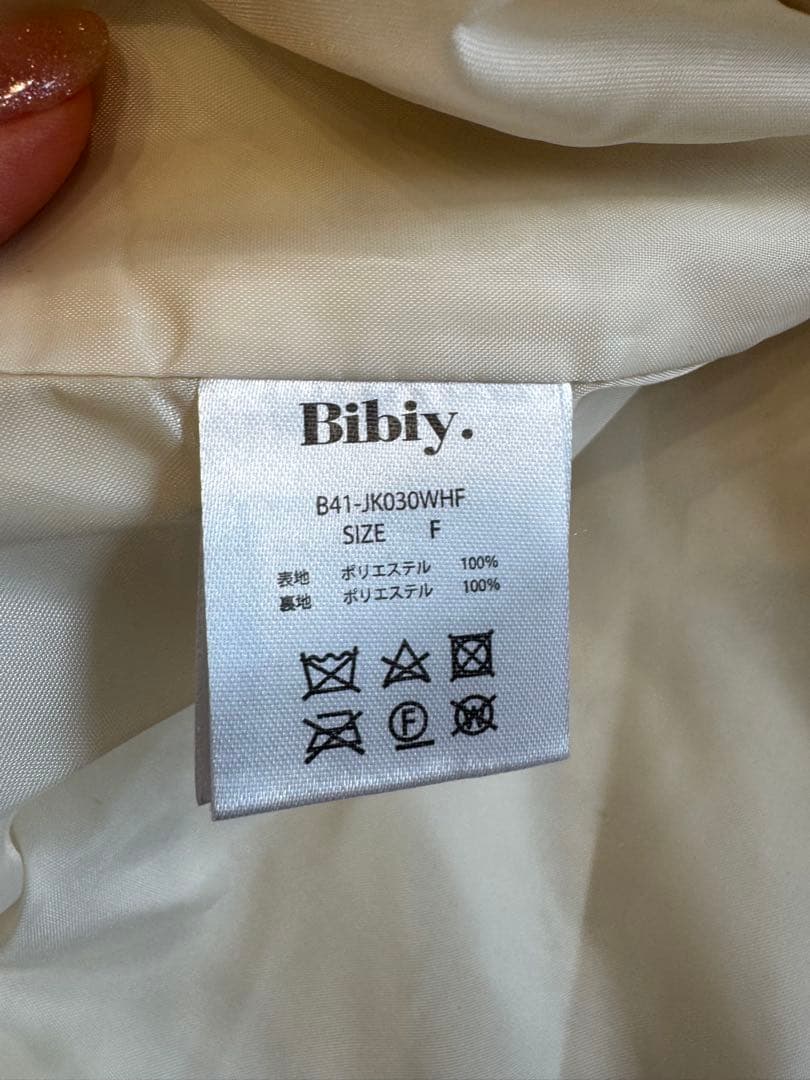 Bibiy.
B41-JK030WHF
SIZE F
表地 ポリエステル 100%
裏地 ポリエステル 100%
F W